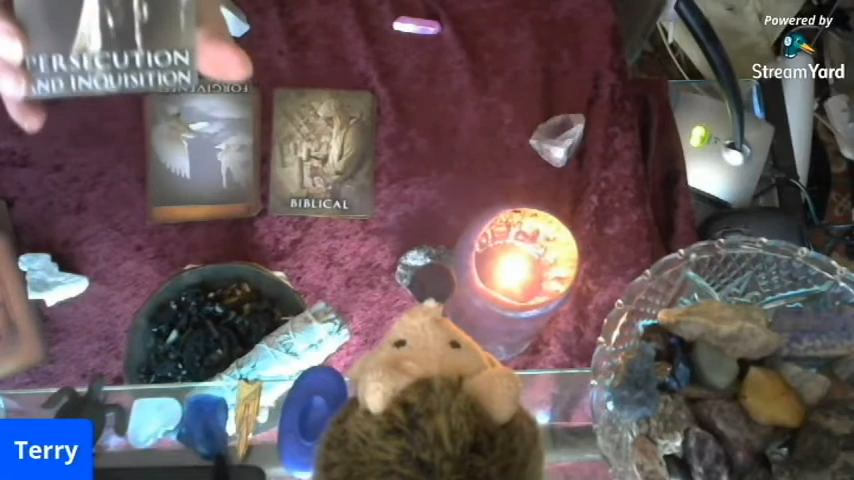 PERSECUTION
AND INQUISITION
FORGIVENESS
BIBLICAL
Powered by
StreamYard
Terry